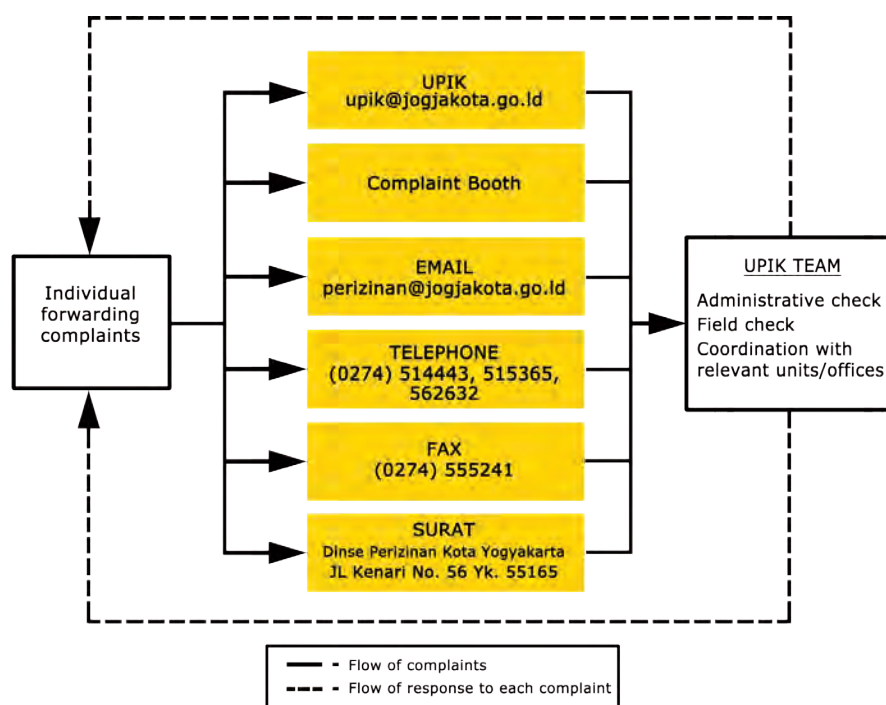 UPIK
upik@jogjakota.go.ld
Complaint Booth
Individual
forwarding
complaints
EMAIL
perizinan@jogjakota.go.ld
TELEPHONE
(0274) 514443, 515365,
562632
FAX
(0274) 555241
SURAT
Dinse Perizinan Kota Yogyakarta
JL Kenari No. 56 Yk. 55165
UPIK TEAM
Administrative check
Field check
Coordination with
relevant units/offices
Flow of complaints
Flow of response to each complaint